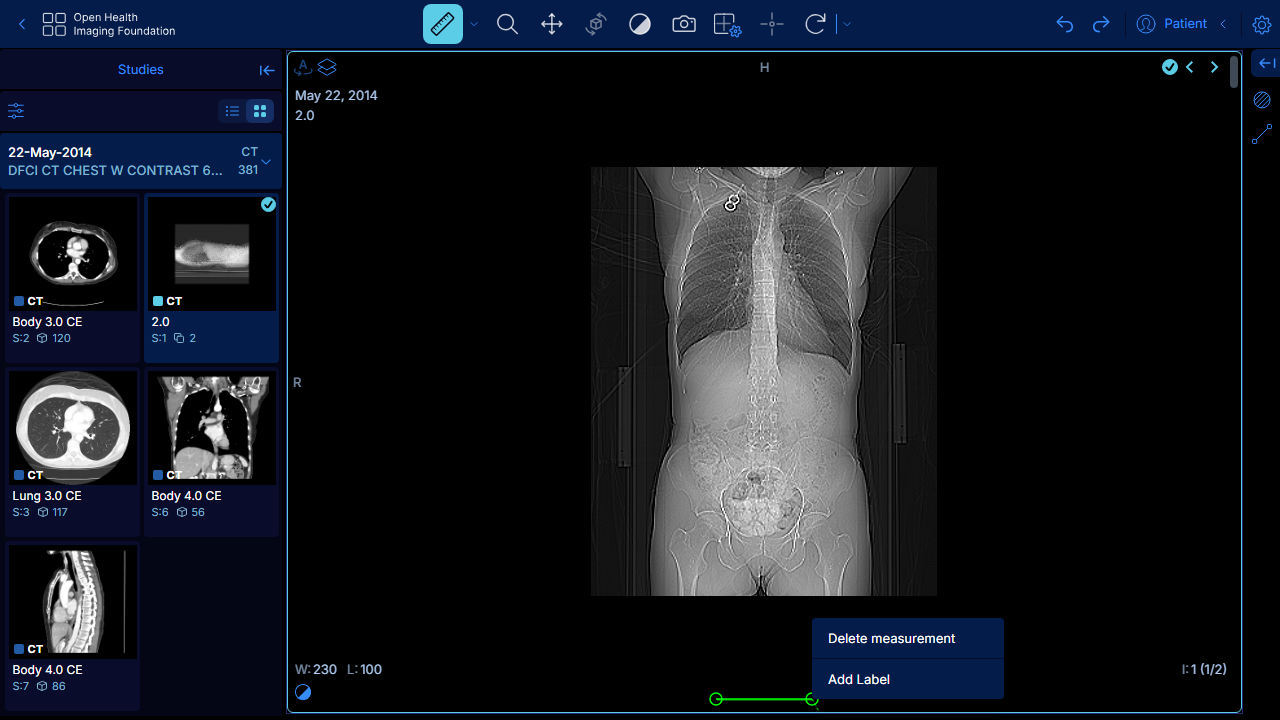 Open Health
Imaging Foundation
Patient
Studies
22-May-2014
CT
DFCI CT CHEST W CONTRAST 6...
381
CT
Body 3.0 CE
S:2 120
CT
2.0
S:1 2
CT
Lung 3.0 CE
S:3 117
CT
Body 4.0 CE
S:6 56
CT
Body 4.0 CE
S:7 86
A
H
May 22, 2014
2.0
R
W: 230 L: 100
I: 1 (1/2)
Delete measurement
Add Label